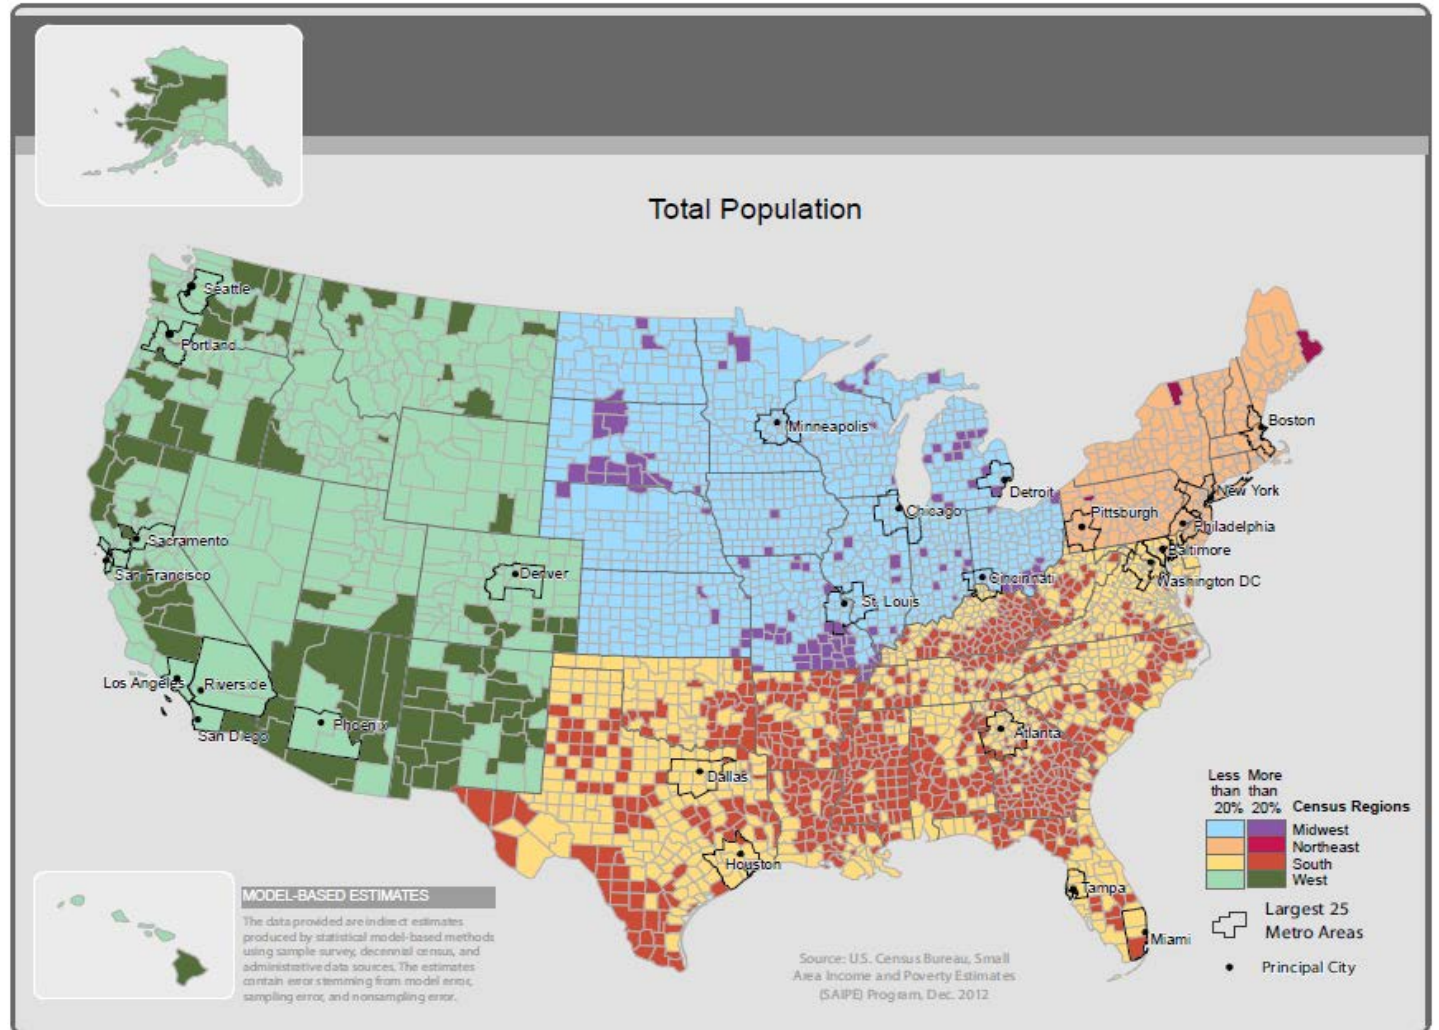 Total Population
Seattle
Portland
Minneapolis
Boston
Detroit
New York
Chicago
Pittsburgh
Philadelphia
Sacramento
Baltimore
San Francisco
Denver
Cincinnati
Washington DC
St. Louis
Los Angeles
Riverside
Phoenix
San Diego
Atlanta
Dallas
Houston
Tampa
Miami
Less More
than than
20% 20% Census Regions
Midwest
Northeast
South
West
Largest 25
Metro Areas
Principal City
MODEL-BASED ESTIMATES
The data provided are indirect estimates
produced by statistical model-based methods
using sample survey, decennial census, and
administrative data sources. The estimates
contain error stemming from model error,
sampling error, and nonsampling error.
Source: U.S. Census Bureau, Small
Area Income and Poverty Estimates
(SAIPE) Program, Dec. 2012